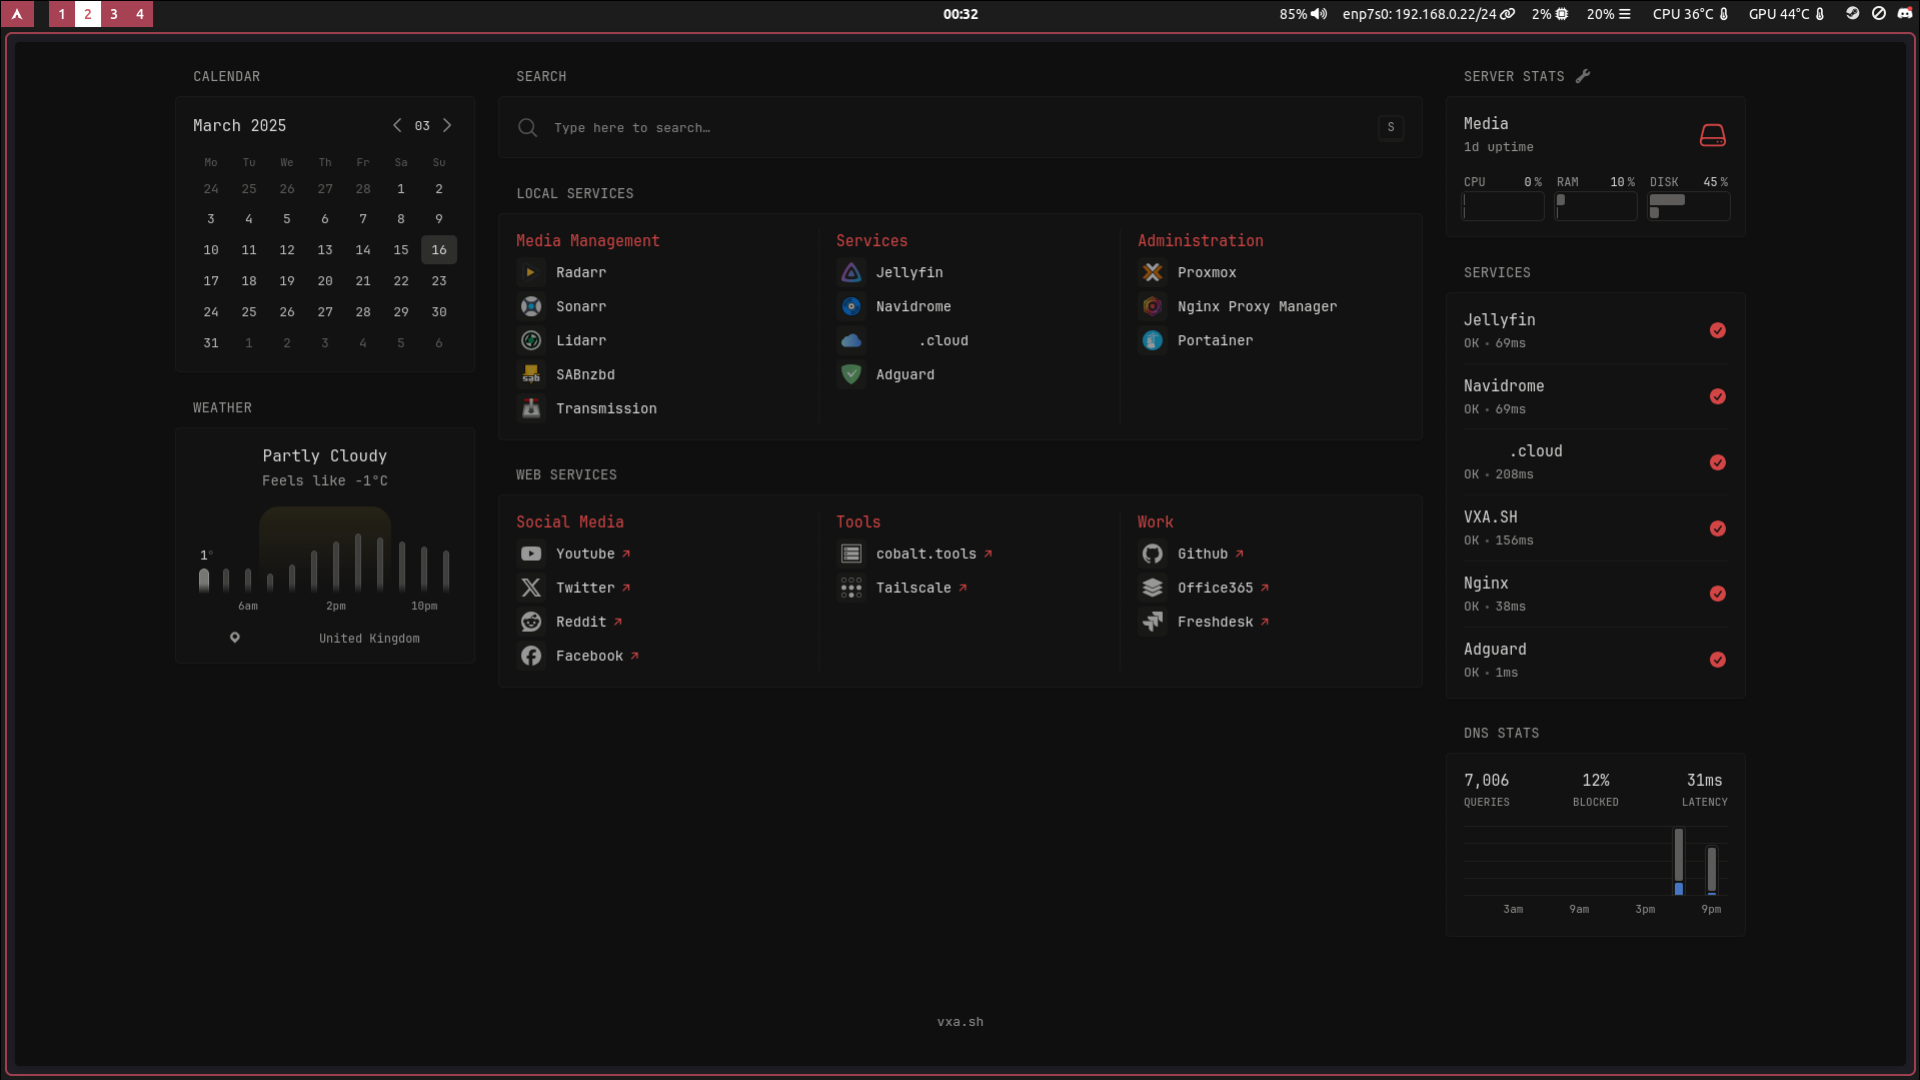 1 2 3 4
00:32
85% enp7s0: 192.168.0.22/24 2% 20% CPU 36°C GPU 44°C
CALENDAR
March 2025
03
Mo Tu We Th Fr Sa Su
24 25 26 27 28 1 2
3 4 5 6 7 8 9
10 11 12 13 14 15 16
17 18 19 20 21 22 23
24 25 26 27 28 29 30
31 1 2 3 4 5 6
WEATHER
Partly Cloudy
Feels like -1°C
1°
6am 2pm 10pm
United Kingdom
SEARCH
Type here to search…
S
LOCAL SERVICES
Media Management
Radarr
Sonarr
Lidarr
SABnzbd
Transmission
Services
Jellyfin
Navidrome
.cloud
Adguard
Administration
Proxmox
Nginx Proxy Manager
Portainer
WEB SERVICES
Social Media
Youtube
Twitter
Reddit
Facebook
Tools
cobalt.tools
Tailscale
Work
Github
Office365
Freshdesk
SERVER STATS
Media
1d uptime
CPU 0% RAM 10% DISK 45%
SERVICES
Jellyfin
OK • 69ms
Navidrome
OK • 69ms
.cloud
OK • 208ms
VXA.SH
OK • 156ms
Nginx
OK • 38ms
Adguard
OK • 1ms
DNS STATS
7,006 12% 31ms
QUERIES BLOCKED LATENCY
3am 9am 3pm 9pm
vxa.sh